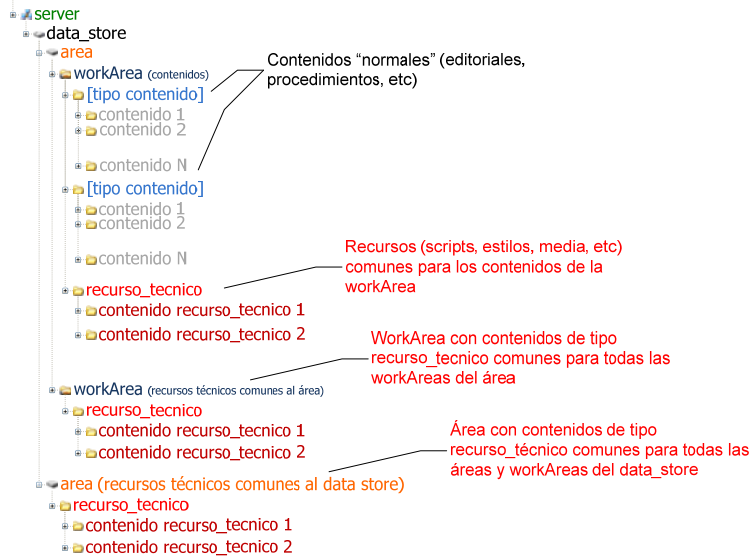 server
data_store
area
workArea (contenidos)
[tipo contenido]
contenido 1
contenido 2
contenido N
[tipo contenido]
contenido 1
contenido 2
contenido N
recurso_tecnico
contenido recurso_tecnico 1
contenido recurso_tecnico 2
workArea (recursos técnicos comunes al área)
recurso_tecnico
contenido recurso_tecnico 1
contenido recurso_tecnico 2
area (recursos técnicos comunes al data store)
recurso_tecnico
contenido recurso_tecnico 1
contenido recurso_tecnico 2
Contenidos “normales” (editoriales,
procedimientos, etc)
Recursos (scripts, estilos, media, etc)
comunes para los contenidos de la
workArea
WorkArea con contenidos de tipo
recurso_tecnico comunes para todas las
workAreas del área
Área con contenidos de tipo
recurso_técnico comunes para todas las
áreas y workAreas del data_store